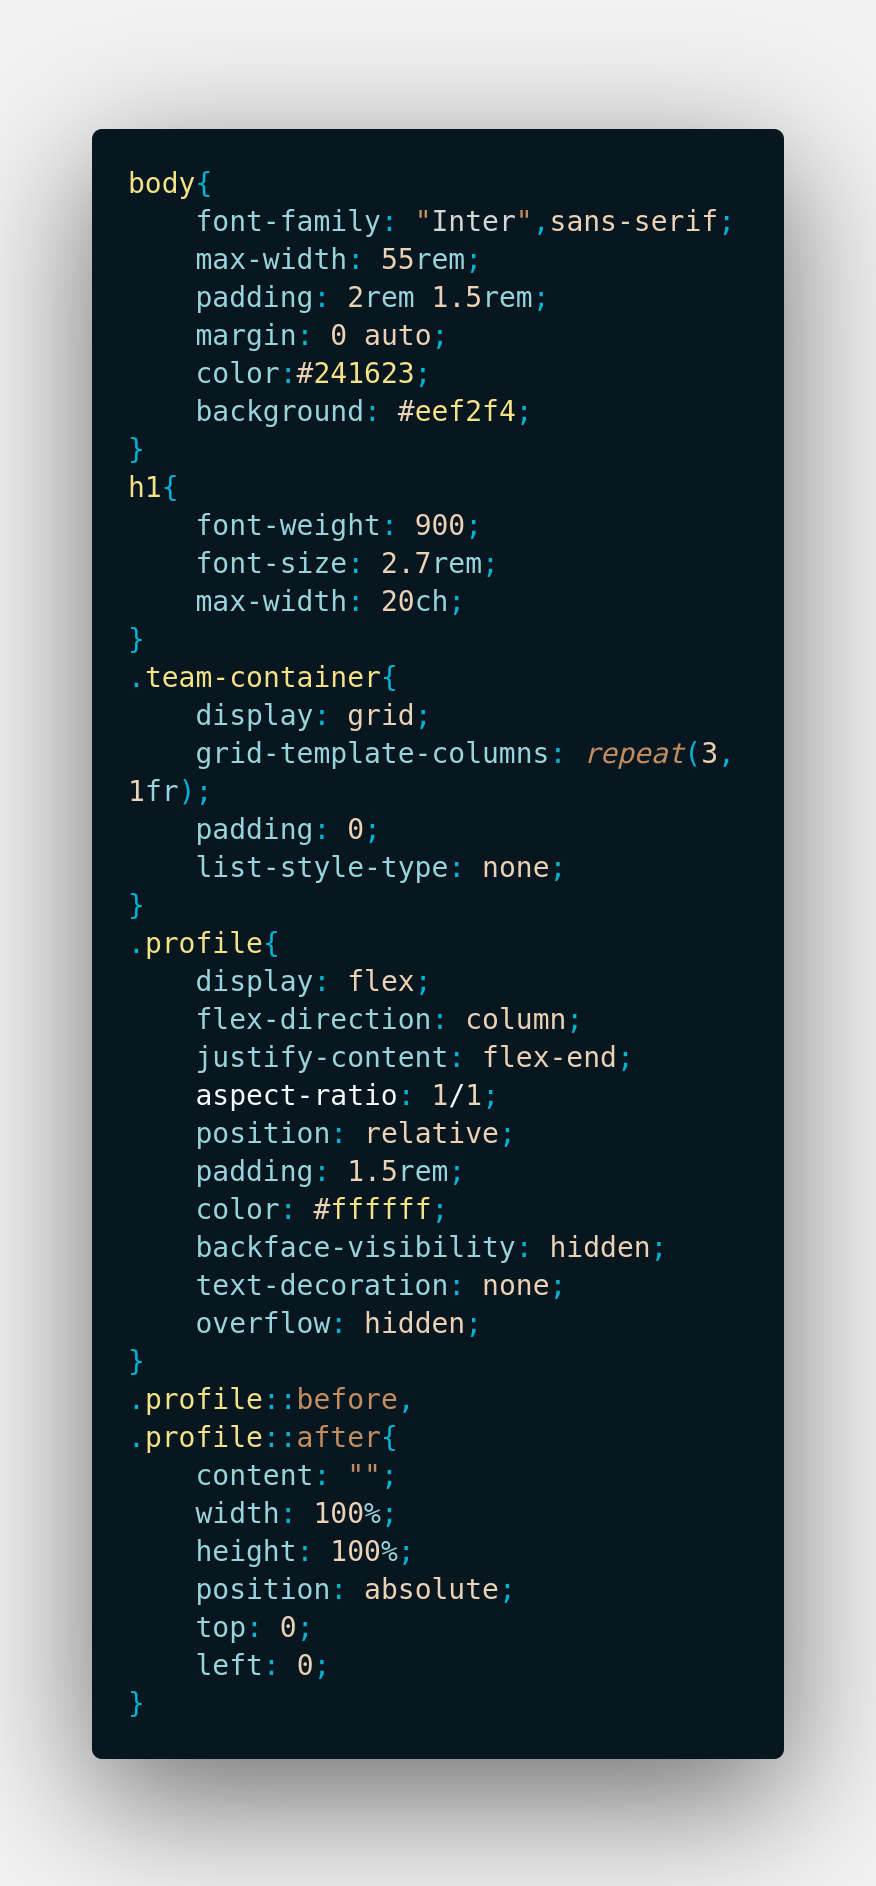 body{
    font-family: "Inter",sans-serif;
    max-width: 55rem;
    padding: 2rem 1.5rem;
    margin: 0 auto;
    color:#241623;
    background: #eef2f4;
}
h1{
    font-weight: 900;
    font-size: 2.7rem;
    max-width: 20ch;
}
.team-container{
    display: grid;
    grid-template-columns: repeat(3,
1fr);
    padding: 0;
    list-style-type: none;
}
.profile{
    display: flex;
    flex-direction: column;
    justify-content: flex-end;
    aspect-ratio: 1/1;
    position: relative;
    padding: 1.5rem;
    color: #ffffff;
    backface-visibility: hidden;
    text-decoration: none;
    overflow: hidden;
}
.profile::before,
.profile::after{
    content: "";
    width: 100%;
    height: 100%;
    position: absolute;
    top: 0;
    left: 0;
}